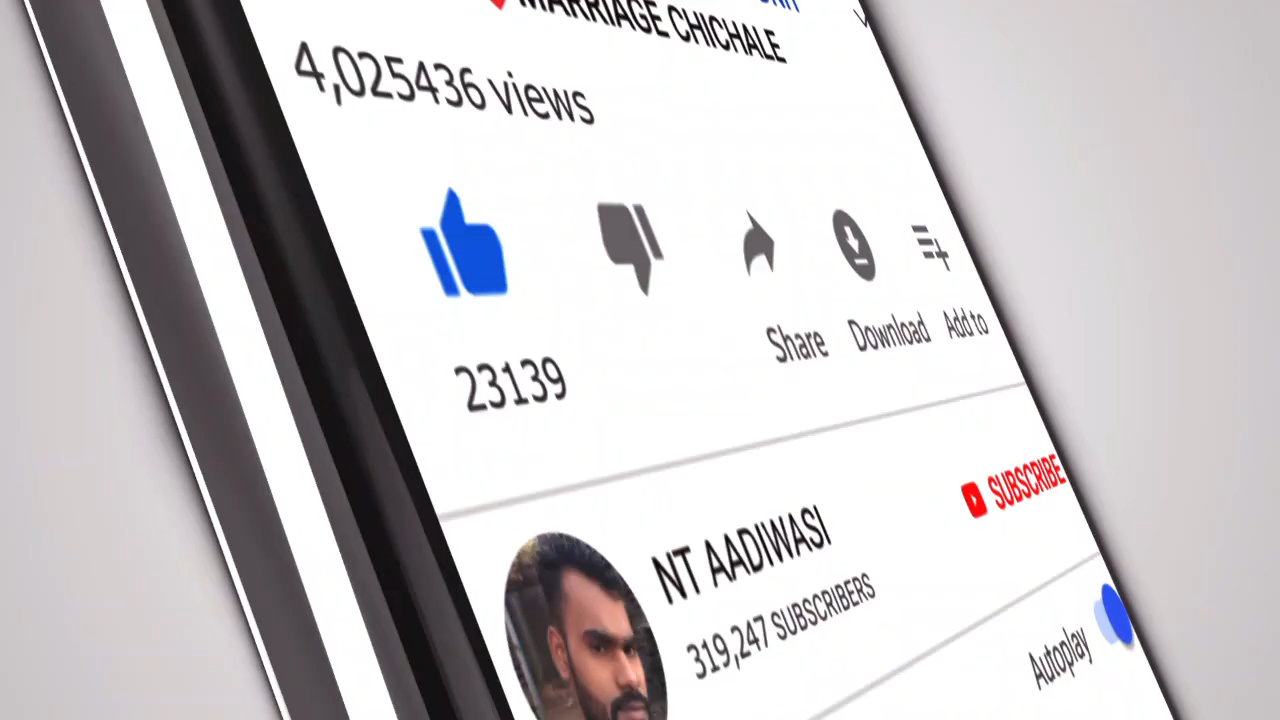 MARRIAGE CHICHALE
4,025436 views
23139
Share
Download
Add to
NT AADIWASI
SUBSCRIBE
319,247 SUBSCRIBERS
Autoplay